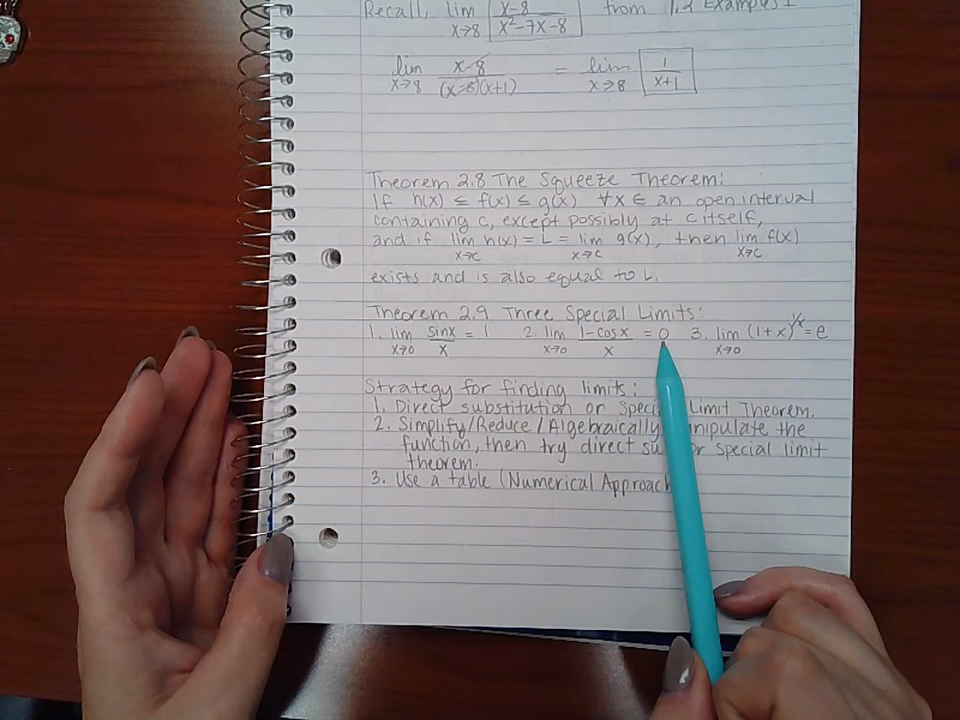 Recall, lim x-8 from 1.2 Example 1
x→8 x²-7x-8
lim x-8 = lim 1
x→8 (x-8)(x+1) x→8 x+1
Theorem 2.8 The Squeeze Theorem:
If h(x) ≤ f(x) ≤ g(x) ∀x ∈ an open interval
containing c, except possibly at c itself,
and if lim h(x) = L = lim g(x), then lim f(x)
x→c x→c x→c
exists and is also equal to L.
Theorem 2.9 Three Special Limits:
1. lim sinx = 1 2. lim 1-cosx = 0 3. lim (1+x)^1/x = e
x→0 x x→0 x x→0
Strategy for finding limits:
1. Direct substitution or Limit Theorem.
2. Simplify/Reduce/Algebraically the
function, then try direct or special limit
theorem.
3. Use a table (Numerical Approach